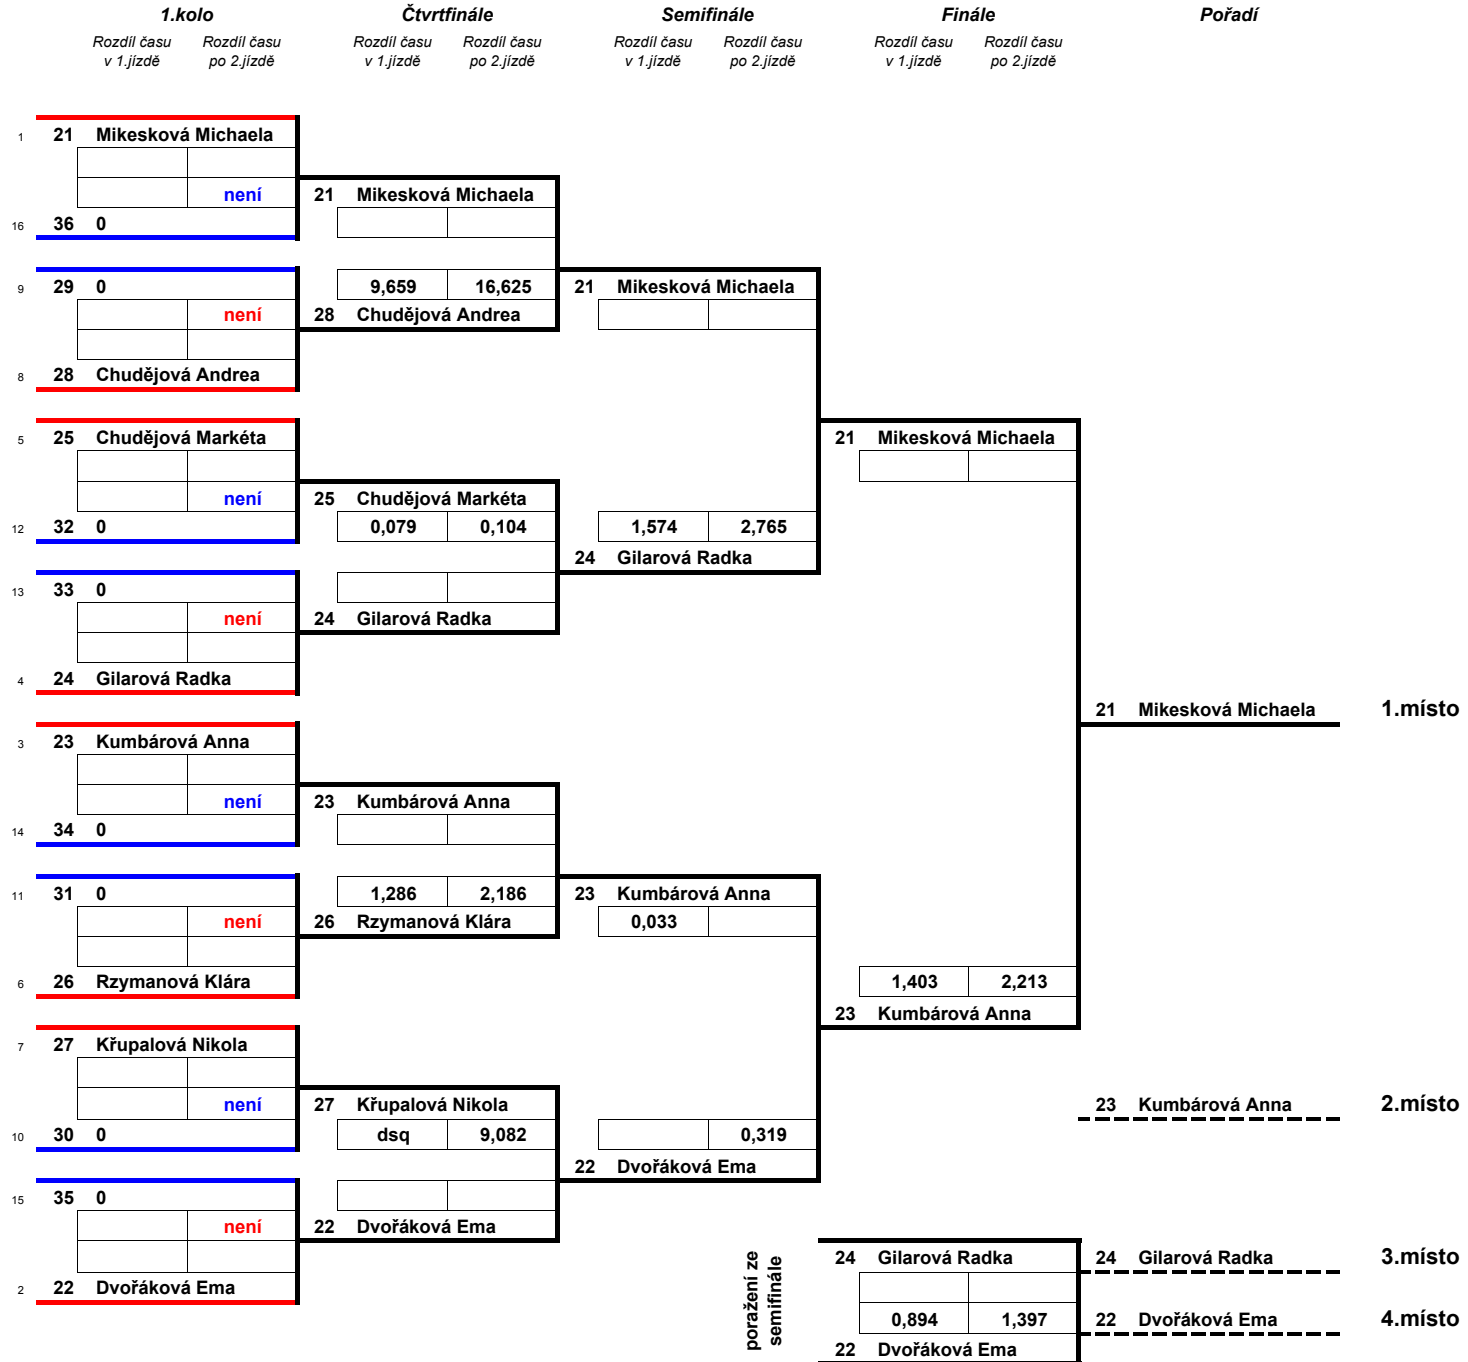 1.kolo Čtvrtfinále Semifinále Finále Pořadí
Rozdíl času Rozdíl času Rozdíl času Rozdíl času Rozdíl času Rozdíl času Rozdíl času Rozdíl času
v 1.jízdě po 2.jízdě v 1.jízdě po 2.jízdě v 1.jízdě po 2.jízdě v 1.jízdě po 2.jízdě
1 21 Mikesková Michaela
není 21 Mikesková Michaela
16 36 0
9 29 0 9,659 16,625 21 Mikesková Michaela
není 28 Chudějová Andrea
8 28 Chudějová Andrea
5 25 Chudějová Markéta 21 Mikesková Michaela
není 25 Chudějová Markéta
12 32 0 0,079 0,104 1,574 2,765
24 Gilarová Radka
13 33 0
není 24 Gilarová Radka
4 24 Gilarová Radka
21 Mikesková Michaela 1.místo
3 23 Kumbárová Anna
není 23 Kumbárová Anna
14 34 0
11 31 0 1,286 2,186 23 Kumbárová Anna
není 26 Rzymanová Klára 0,033
6 26 Rzymanová Klára 1,403 2,213
23 Kumbárová Anna
7 27 Křupalová Nikola
není 27 Křupalová Nikola 23 Kumbárová Anna 2.místo
10 30 0 dsq 9,082 0,319
22 Dvořáková Ema
15 35 0
není 22 Dvořáková Ema
poražení ze
semifinále
24 Gilarová Radka 24 Gilarová Radka 3.místo
2 22 Dvořáková Ema
0,894 1,397 22 Dvořáková Ema 4.místo
22 Dvořáková Ema